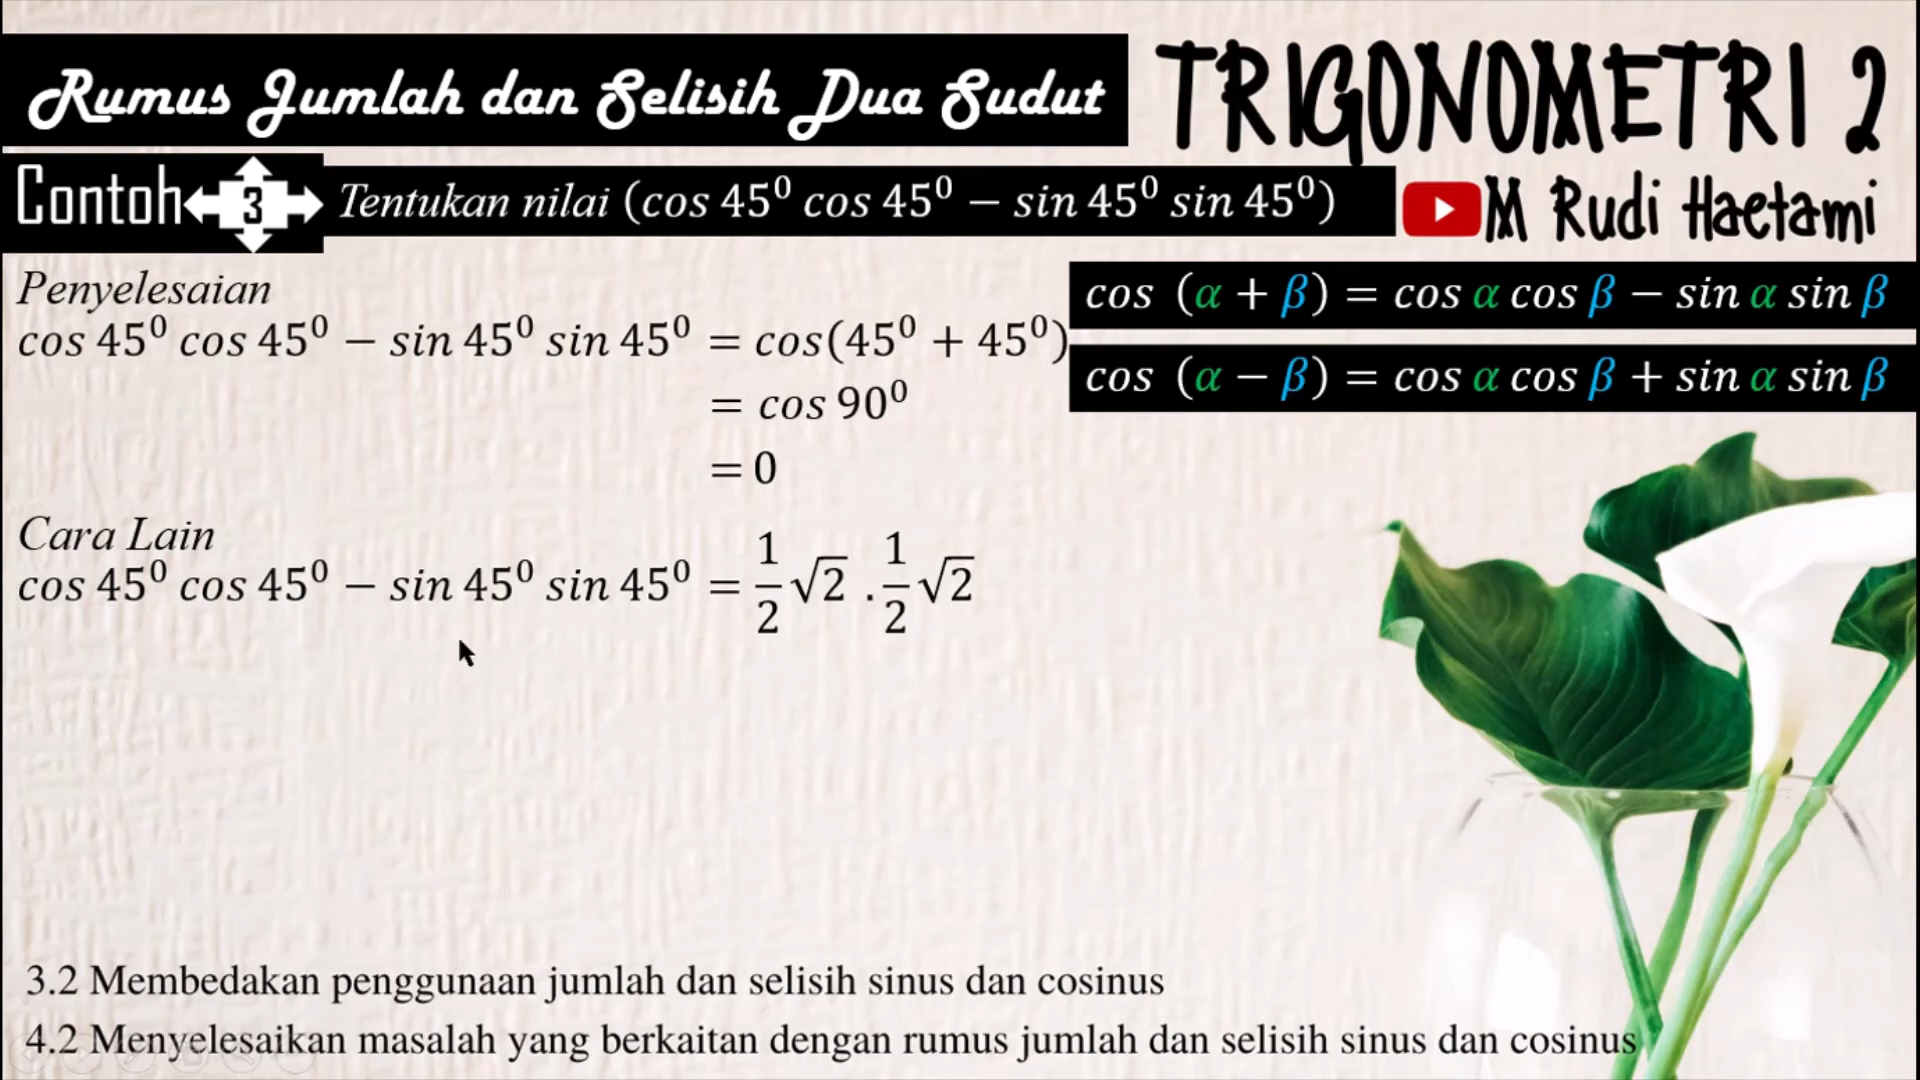 Rumus Jumlah dan Selisih Dua Sudut
TRIGONOMETRI 2
Contoh 3 Tentukan nilai (cos 45⁰ cos 45⁰ − sin 45⁰ sin 45⁰)
M Rudi Haetami
Penyelesaian
cos 45⁰ cos 45⁰ − sin 45⁰ sin 45⁰ = cos(45⁰ + 45⁰)
= cos 90⁰
= 0
cos (α + β) = cos α cos β − sin α sin β
cos (α − β) = cos α cos β + sin α sin β
Cara Lain
cos 45⁰ cos 45⁰ − sin 45⁰ sin 45⁰ = 1/2 √2 . 1/2 √2
3.2 Membedakan penggunaan jumlah dan selisih sinus dan cosinus
4.2 Menyelesaikan masalah yang berkaitan dengan rumus jumlah dan selisih sinus dan cosinus